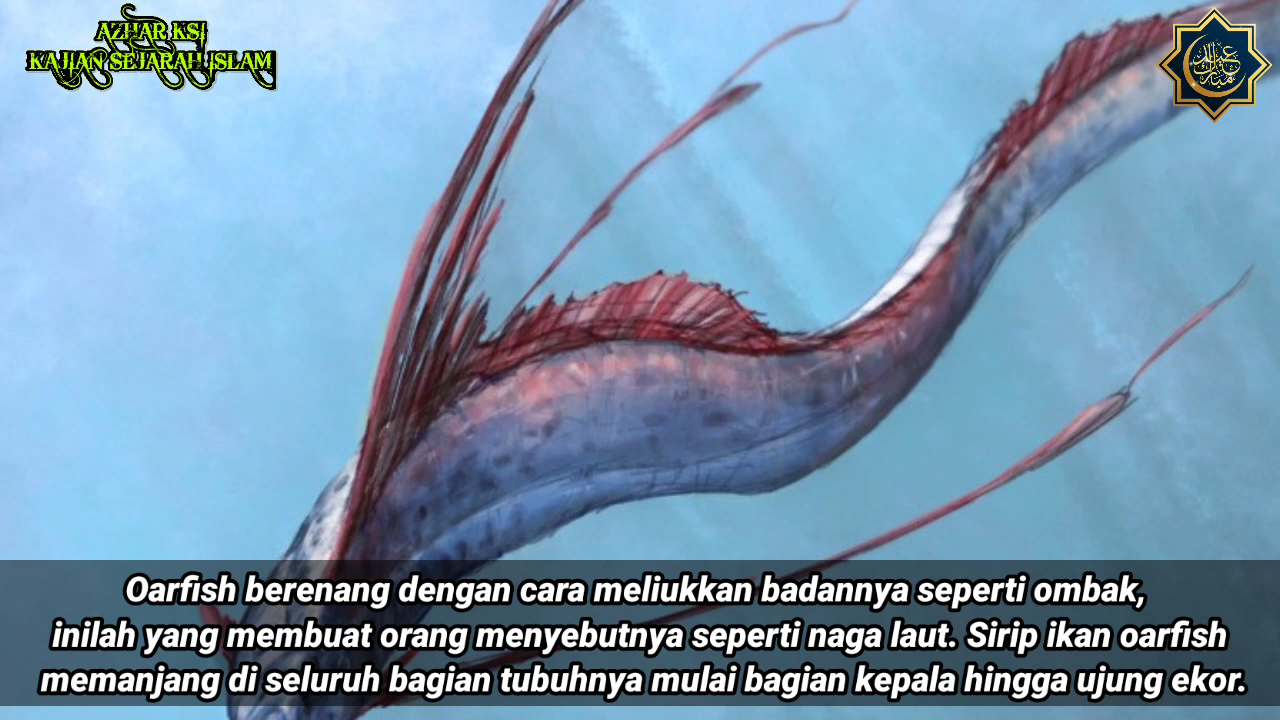 AZHAR KSI
KAJIAN SEJARAH ISLAM
Oarfish berenang dengan cara meliukkan badannya seperti ombak,
inilah yang membuat orang menyebutnya seperti naga laut. Sirip ikan oarfish
memanjang di seluruh bagian tubuhnya mulai bagian kepala hingga ujung ekor.